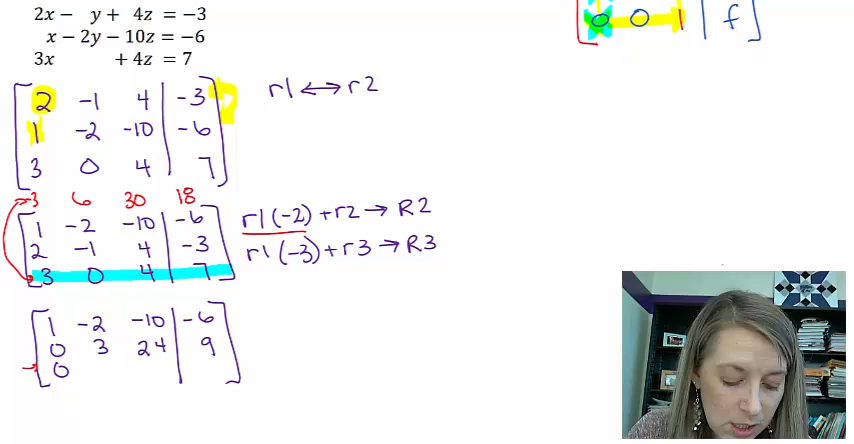 2x - y + 4z = -3
x - 2y - 10z = -6
3x + 4z = 7
0 0 1 | f
2 -1 4 | -3
1 -2 -10 | -6
3 0 4 | 7
r1 ↔ r2
-3 6 30 18
1 -2 -10 | -6
2 -1 4 | -3
3 0 4 | 7
r1(-2) + r2 → R2
r1(-3) + r3 → R3
1 -2 -10 | -6
0 3 24 | 9
0